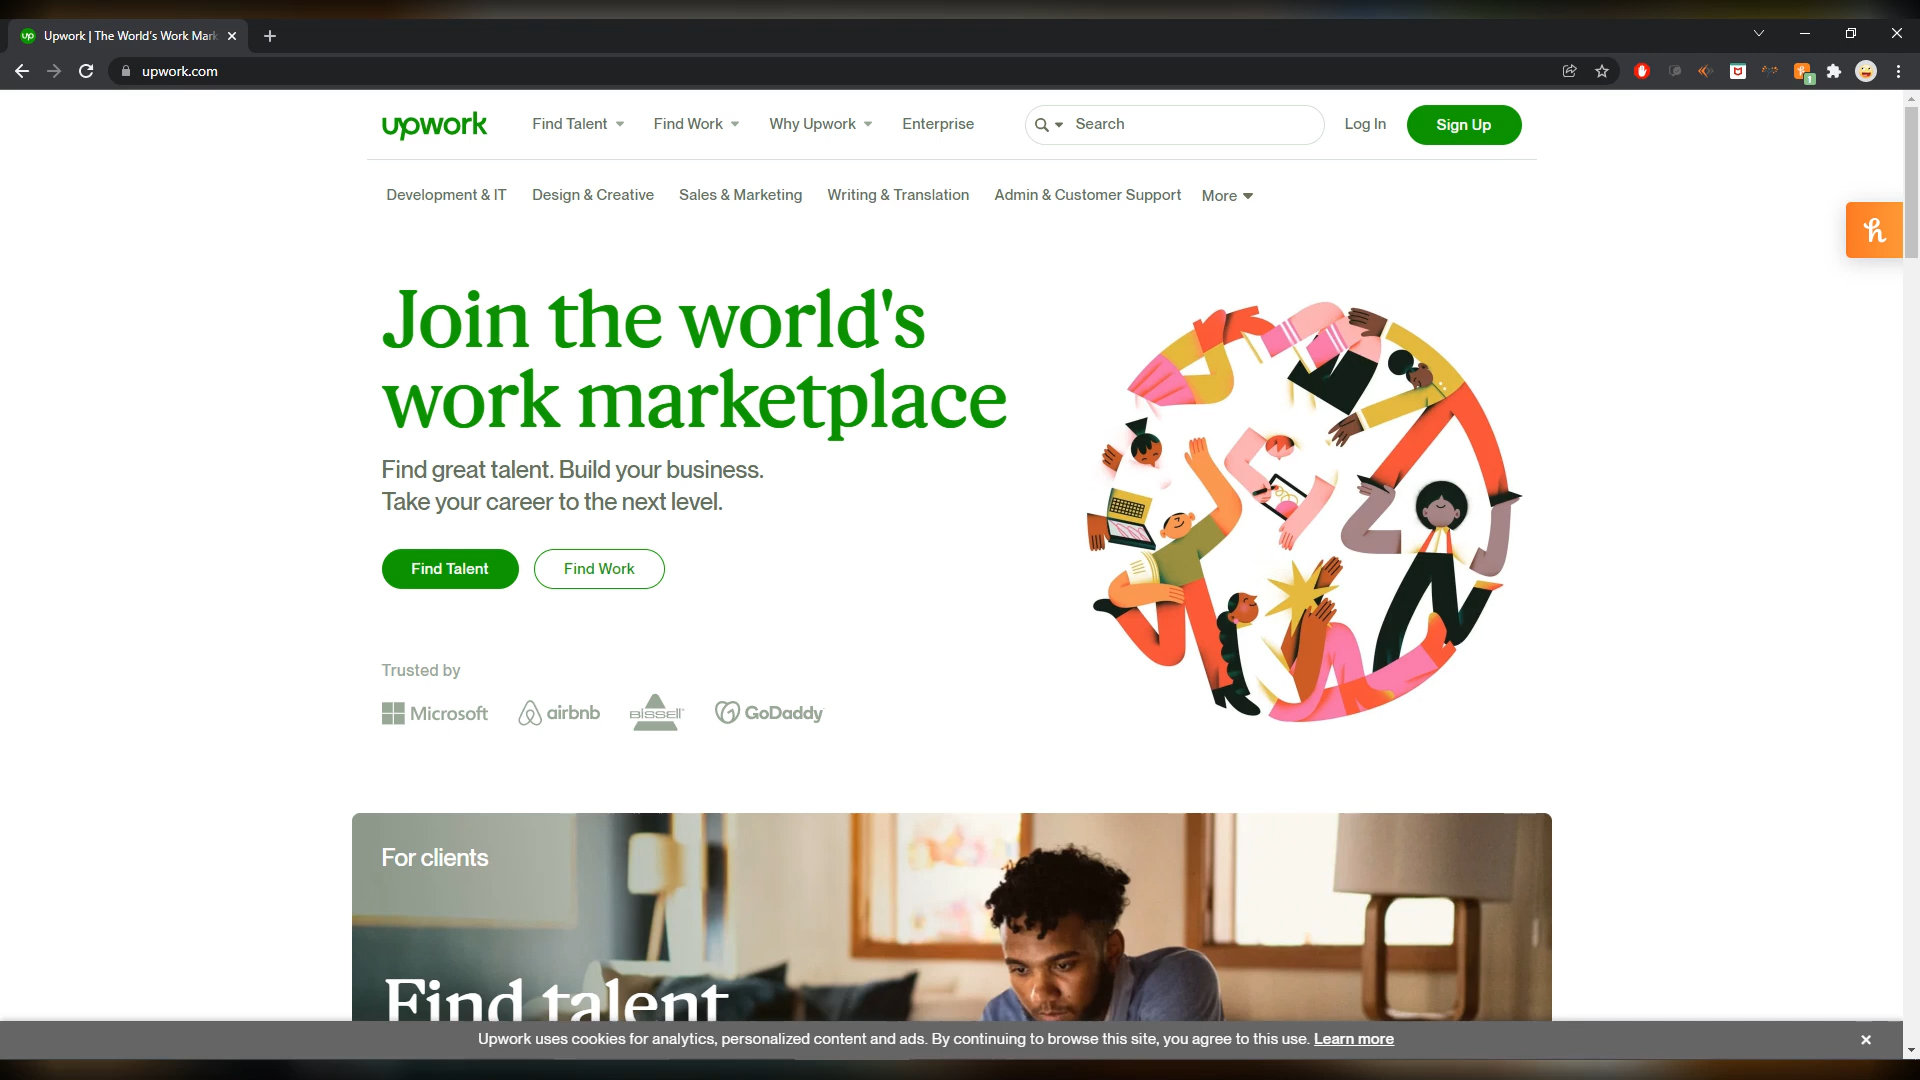 Upwork | The World's Work Mark
upwork.com
1
upwork
Find Talent
Find Work
Why Upwork
Enterprise
Search
Log In
Sign Up
Development & IT
Design & Creative
Sales & Marketing
Writing & Translation
Admin & Customer Support
More
Join the world's
work marketplace
Find great talent. Build your business.
Take your career to the next level.
Find Talent
Find Work
Trusted by
Microsoft
airbnb
BISSELL
GoDaddy
For clients
Find talent
Upwork uses cookies for analytics, personalized content and ads. By continuing to browse this site, you agree to this use. Learn more